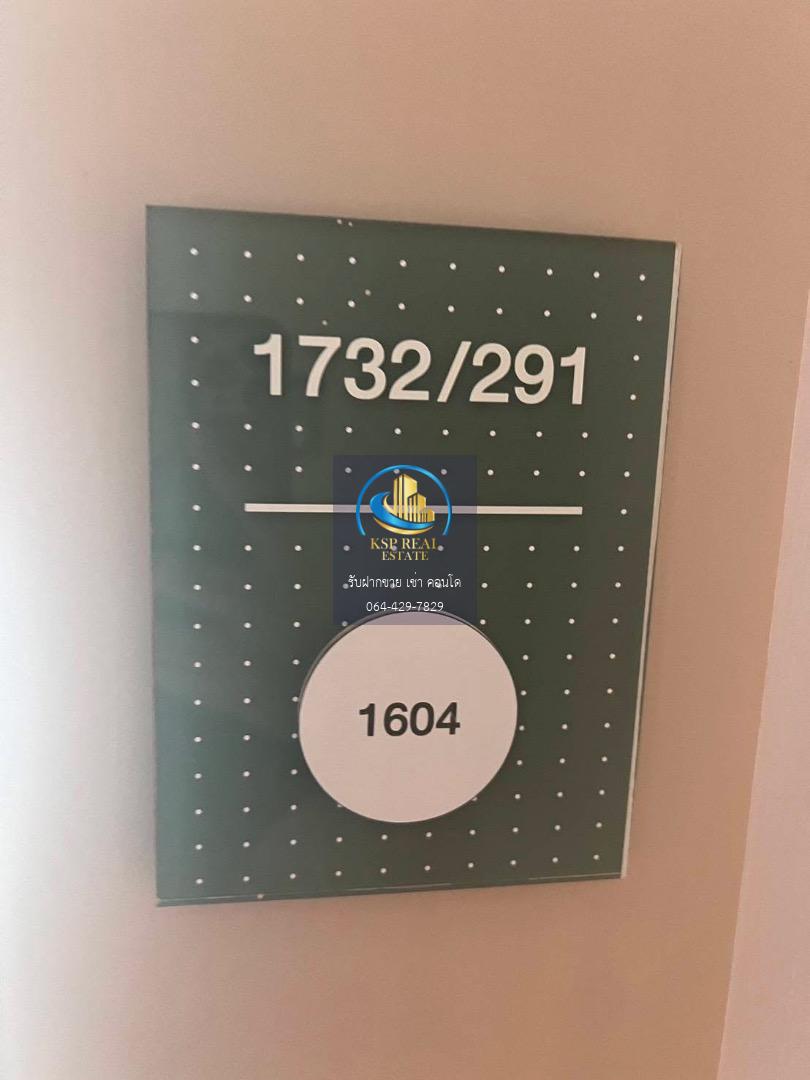 1732/291
KSP REAL
ESTATE
รับฝากขาย เช่า คอนโด
064-429-7829
1604